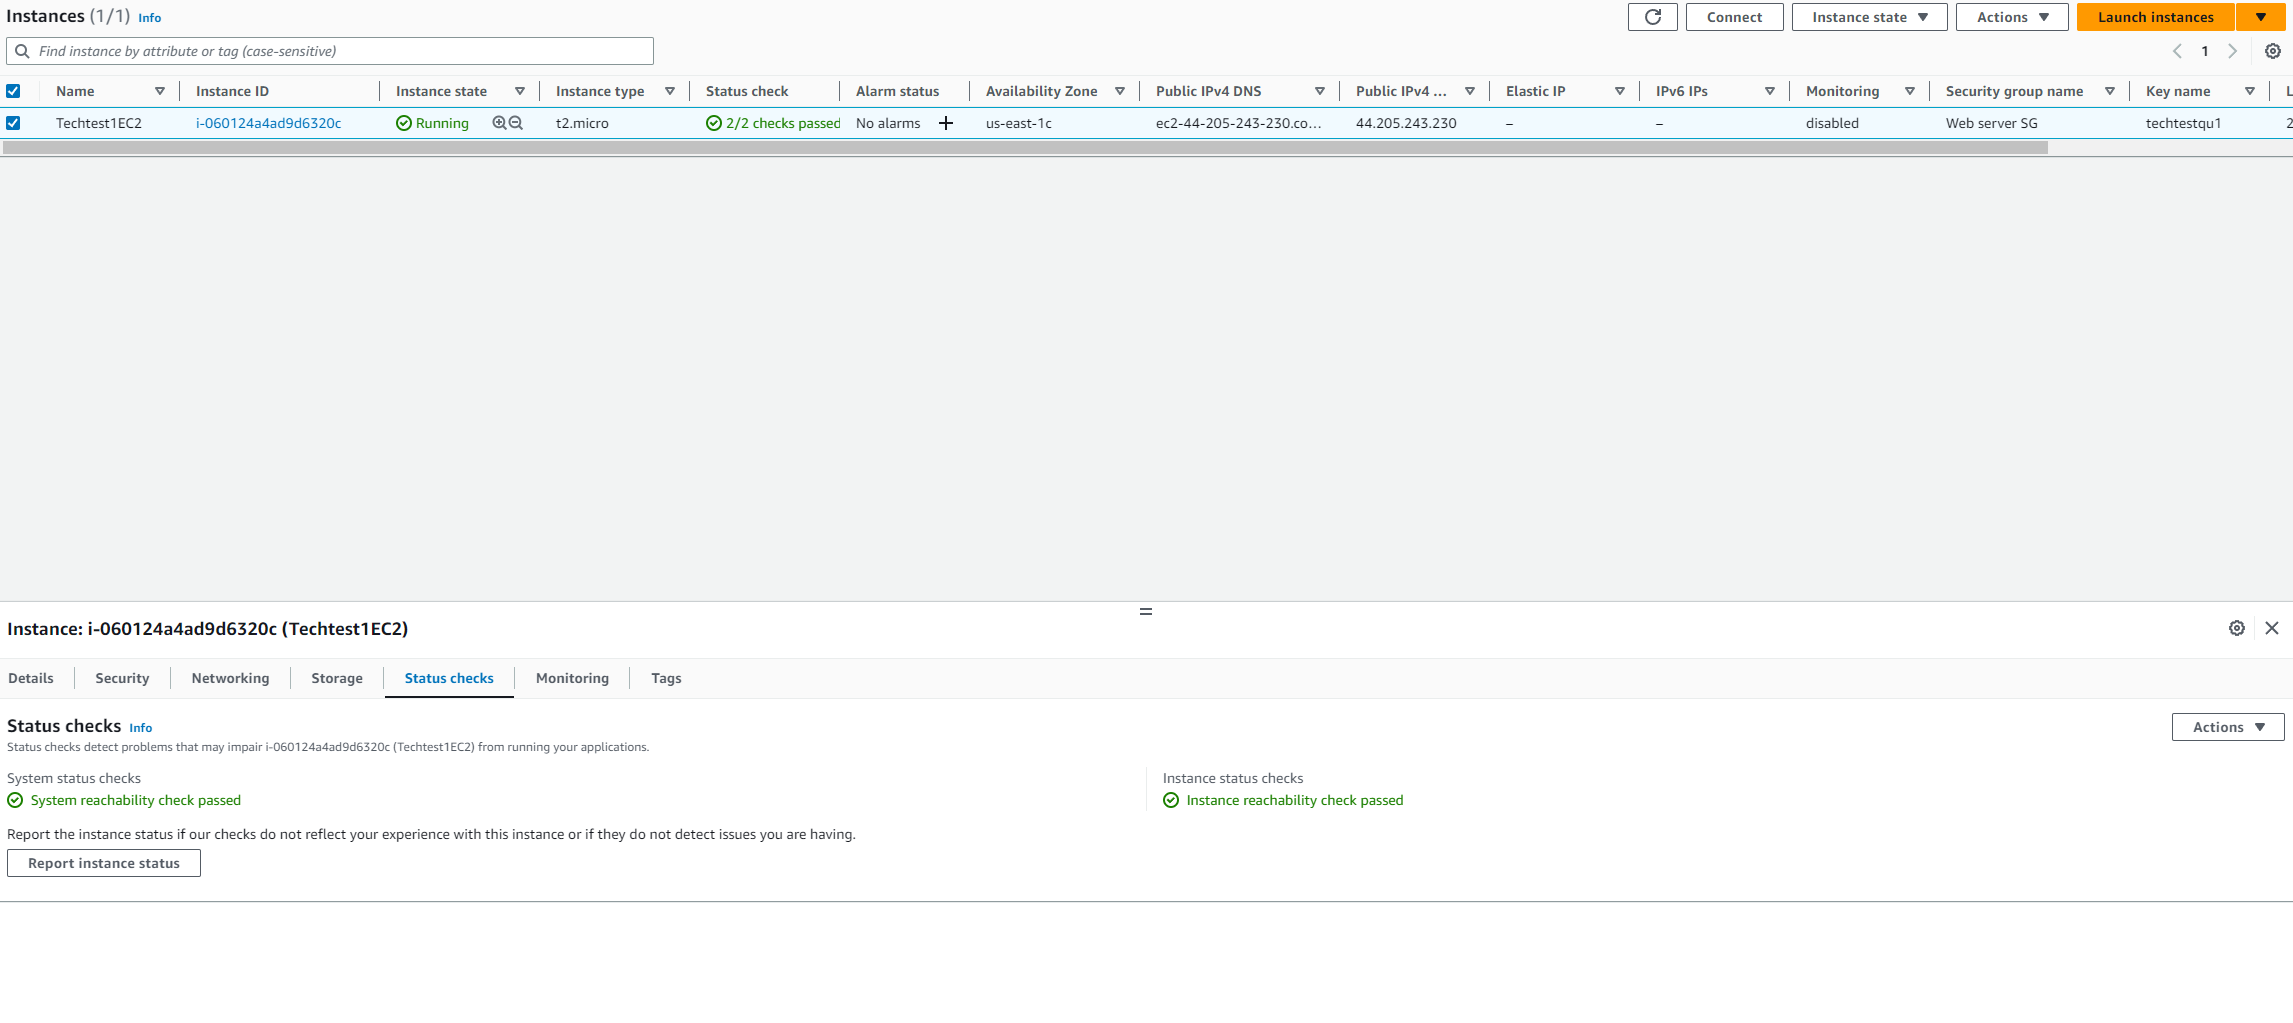 Instances (1/1) Info
Connect
Instance state
Actions
Launch instances
Find instance by attribute or tag (case-sensitive)
1
Name Instance ID Instance state Instance type Status check Alarm status Availability Zone Public IPv4 DNS Public IPv4 ... Elastic IP IPv6 IPs Monitoring Security group name Key name L
Techtest1EC2 i-060124a4ad9d6320c Running t2.micro 2/2 checks passed No alarms + us-east-1c ec2-44-205-243-230.co... 44.205.243.230 – – disabled Web server SG techtestqu1 2
Instance: i-060124a4ad9d6320c (Techtest1EC2)
Details Security Networking Storage Status checks Monitoring Tags
Status checks Info
Actions
Status checks detect problems that may impair i-060124a4ad9d6320c (Techtest1EC2) from running your applications.
System status checks
System reachability check passed
Instance status checks
Instance reachability check passed
Report the instance status if our checks do not reflect your experience with this instance or if they do not detect issues you are having.
Report instance status